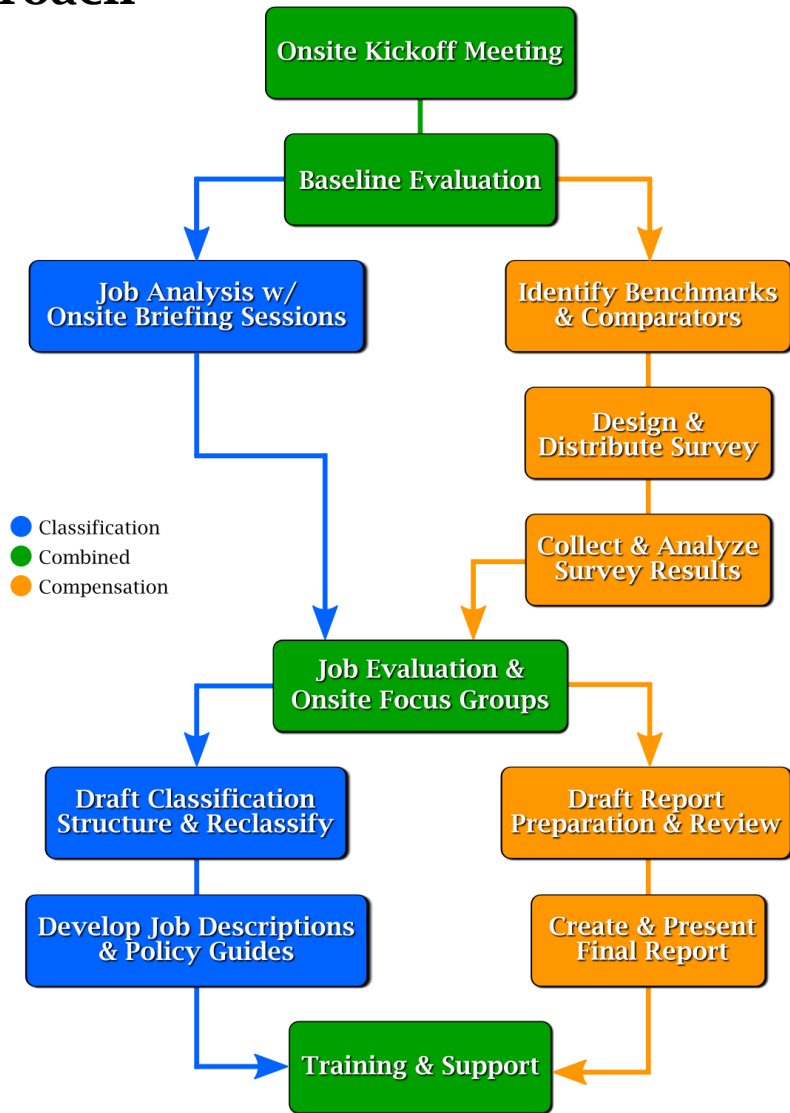 Onsite Kickoff Meeting
Baseline Evaluation
Job Analysis w/
Onsite Briefing Sessions
Identify Benchmarks
& Comparators
Design &
Distribute Survey
Collect & Analyze
Survey Results
Classification
Combined
Compensation
Job Evaluation &
Onsite Focus Groups
Draft Classification
Structure & Reclassify
Draft Report
Preparation & Review
Develop Job Descriptions
& Policy Guides
Create & Present
Final Report
Training & Support